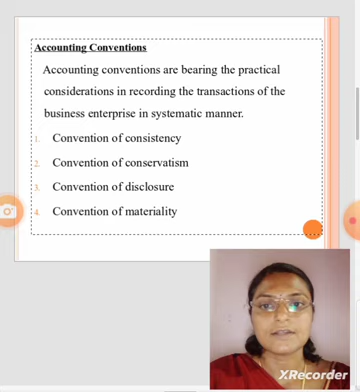 Accounting Conventions
Accounting conventions are bearing the practical
considerations in recording the transactions of the
business enterprise in systematic manner.
1. Convention of consistency
2. Convention of conservatism
3. Convention of disclosure
4. Convention of materiality
XRecorder